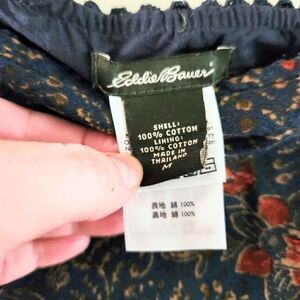 Eddie Bauer
SHELL:
100% COTTON
LINING:
100% COTTON
MADE IN
THAILAND
M
表地 綿 100%
裏地 綿 100%